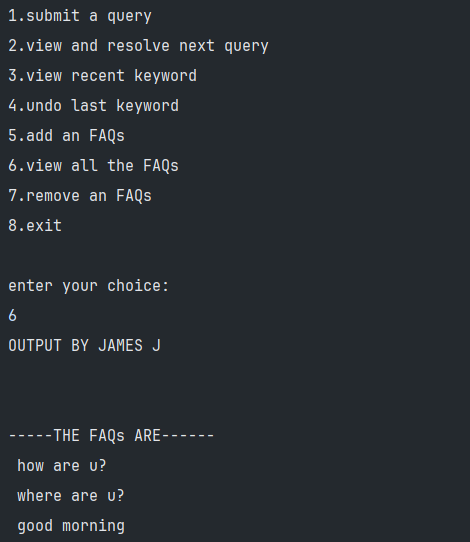 1.submit a query
2.view and resolve next query
3.view recent keyword
4.undo last keyword
5.add an FAQs
6.view all the FAQs
7.remove an FAQs
8.exit
enter your choice:
6
OUTPUT BY JAMES J
-----THE FAQs ARE------
how are u?
where are u?
good morning